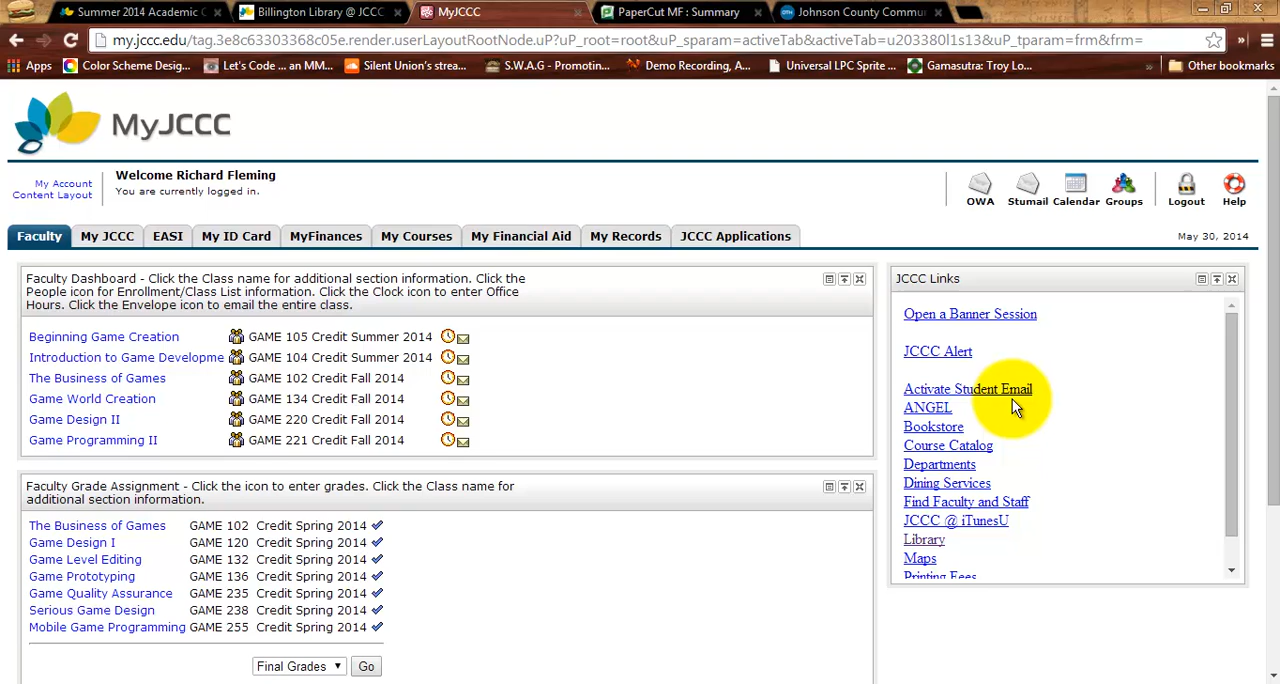 Summer 2014 Academic C
Billington Library @ JCCC
MyJCCC
PaperCut MF : Summary
Johnson County Commu
my.jccc.edu/tag.3e8c63303368c05e.render.userLayoutRootNode.uP?uP_root=root&uP_sparam=activeTab&activeTab=u203380l1s13&uP_tparam=frm&frm=
Apps
Color Scheme Desig...
Let's Code ... an MM...
Silent Union's strea...
S.W.A.G - Promotin...
Demo Recording, A...
Universal LPC Sprite ...
Gamasutra: Troy Lo...
»
Other bookmarks
MyJCCC
My Account
Content Layout
Welcome Richard Fleming
You are currently logged in.
OWA
Stumail
Calendar
Groups
Logout
Help
Faculty
My JCCC
EASI
My ID Card
MyFinances
My Courses
My Financial Aid
My Records
JCCC Applications
May 30, 2014
Faculty Dashboard - Click the Class name for additional section information. Click the
People icon for Enrollment/Class List information. Click the Clock icon to enter Office
Hours. Click the Envelope icon to email the entire class.
Beginning Game Creation GAME 105 Credit Summer 2014
Introduction to Game Developme GAME 104 Credit Summer 2014
The Business of Games GAME 102 Credit Fall 2014
Game World Creation GAME 134 Credit Fall 2014
Game Design II GAME 220 Credit Fall 2014
Game Programming II GAME 221 Credit Fall 2014
Faculty Grade Assignment - Click the icon to enter grades. Click the Class name for
additional section information.
The Business of Games GAME 102 Credit Spring 2014
Game Design I GAME 120 Credit Spring 2014
Game Level Editing GAME 132 Credit Spring 2014
Game Prototyping GAME 136 Credit Spring 2014
Game Quality Assurance GAME 235 Credit Spring 2014
Serious Game Design GAME 238 Credit Spring 2014
Mobile Game Programming GAME 255 Credit Spring 2014
Final Grades
Go
JCCC Links
Open a Banner Session
JCCC Alert
Activate Student Email
ANGEL
Bookstore
Course Catalog
Departments
Dining Services
Find Faculty and Staff
JCCC @ iTunesU
Library
Maps
Printing Fees